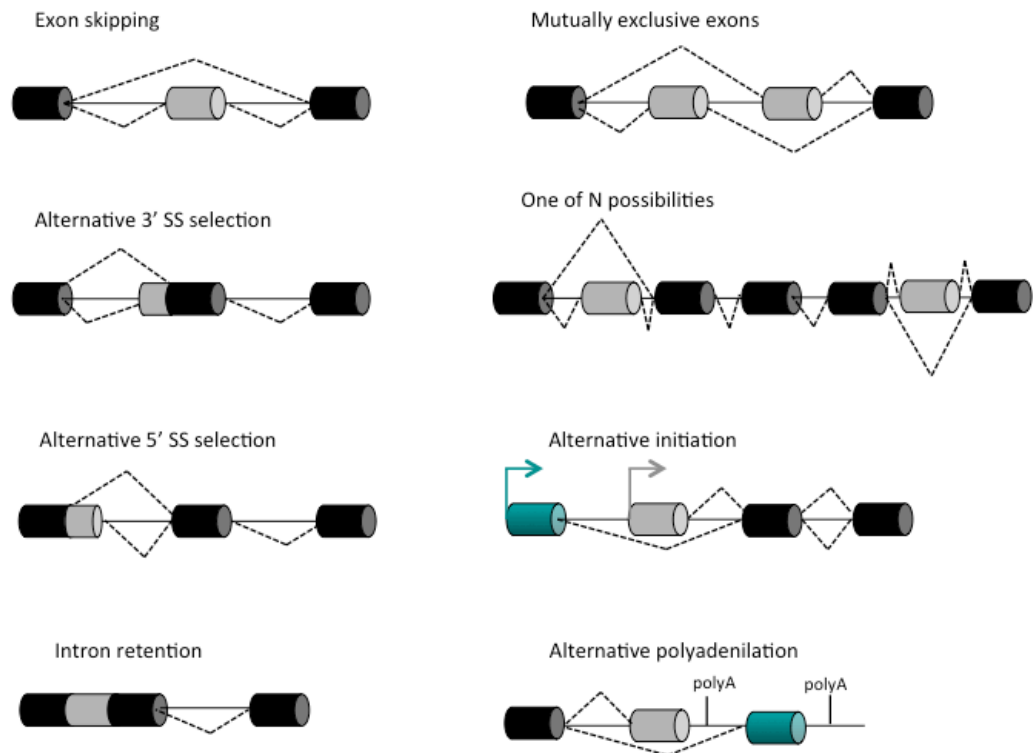 Exon skipping
Mutually exclusive exons
Alternative 3' SS selection
One of N possibilities
Alternative 5' SS selection
Alternative initiation
Intron retention
Alternative polyadenilation
polyA
polyA